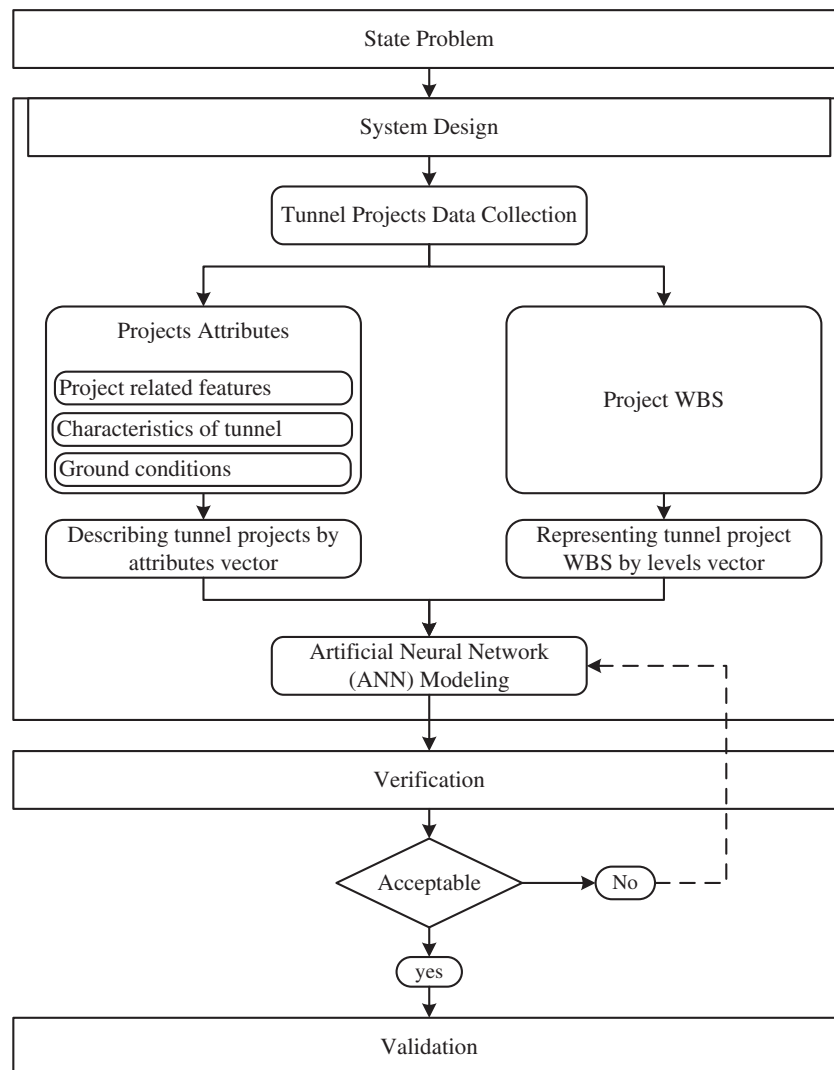 State Problem
System Design
Tunnel Projects Data Collection
Projects Attributes
Project related features
Characteristics of tunnel
Ground conditions
Project WBS
Describing tunnel projects by
attributes vector
Representing tunnel project
WBS by levels vector
Artificial Neural Network
(ANN) Modeling
Verification
Acceptable
No
yes
Validation